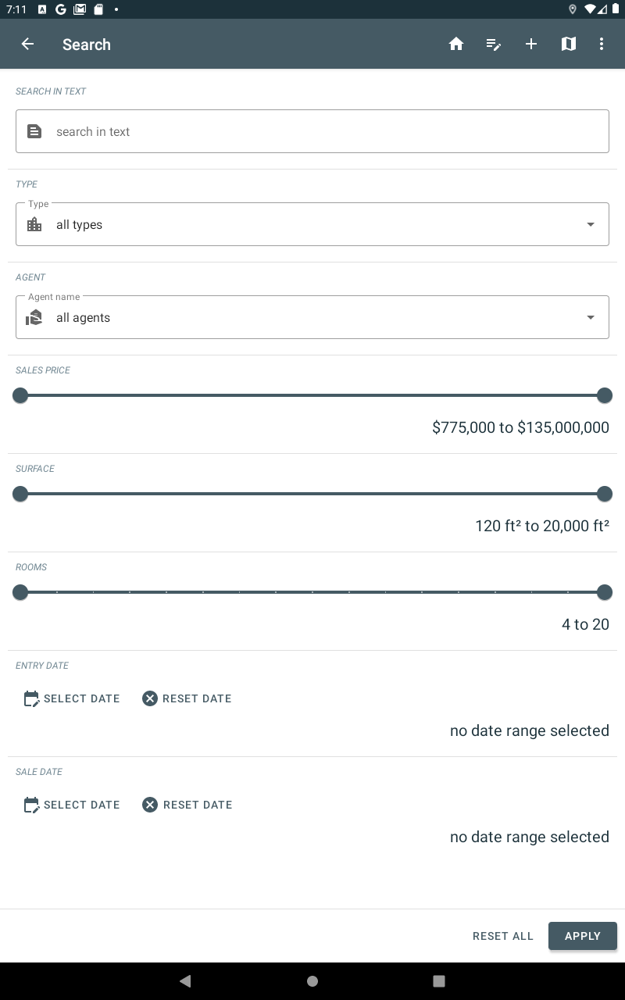 7:11
Search
SEARCH IN TEXT
search in text
TYPE
Type
all types
AGENT
Agent name
all agents
SALES PRICE
$775,000 to $135,000,000
SURFACE
120 ft² to 20,000 ft²
ROOMS
4 to 20
ENTRY DATE
SELECT DATE RESET DATE
no date range selected
SALE DATE
SELECT DATE RESET DATE
no date range selected
RESET ALL APPLY